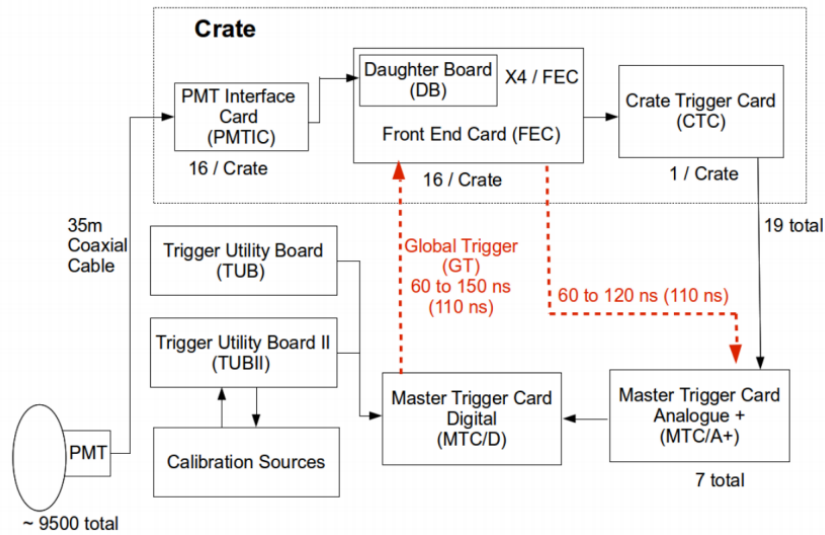 Crate
PMT Interface
Card
(PMTIC)
16 / Crate
Daughter Board
(DB)
X4 / FEC
Front End Card (FEC)
16 / Crate
Crate Trigger Card
(CTC)
1 / Crate
19 total
35m
Coaxial
Cable
Trigger Utility Board
(TUB)
Global Trigger
(GT)
60 to 150 ns
(110 ns)
60 to 120 ns (110 ns)
Trigger Utility Board II
(TUBII)
Master Trigger Card
Digital
(MTC/D)
Master Trigger Card
Analogue +
(MTC/A+)
7 total
PMT
Calibration Sources
~ 9500 total